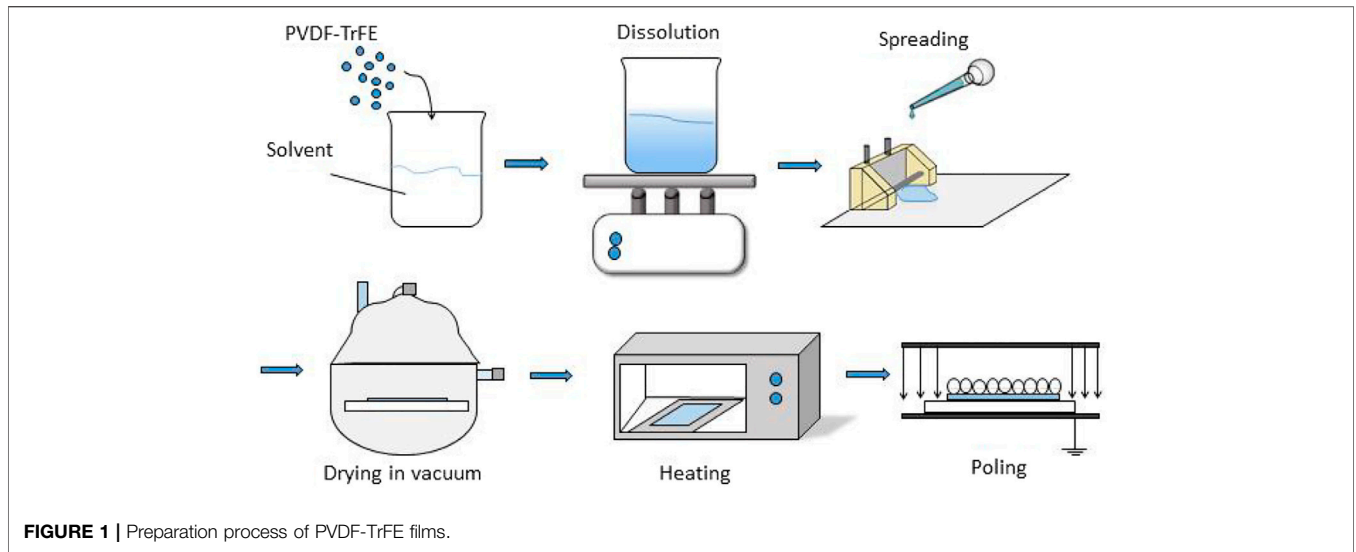 PVDF-TrFE
Dissolution
Spreading
Solvent
Drying in vacuum
Heating
Poling
FIGURE 1 | Preparation process of PVDF-TrFE films.